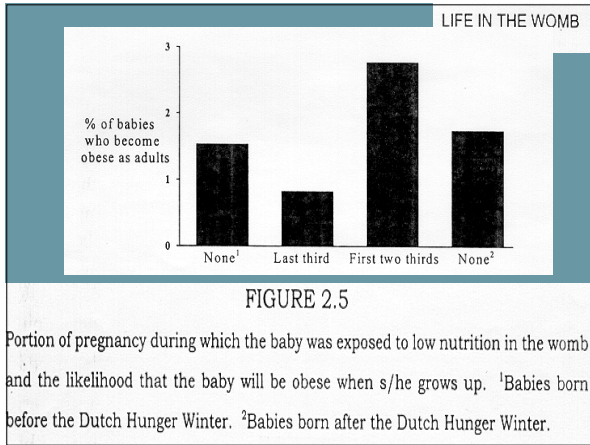 LIFE IN THE WOMB
3
2
1
0
% of babies
who become
obese as adults
None¹ Last third First two thirds None²
FIGURE 2.5
Portion of pregnancy during which the baby was exposed to low nutrition in the womb
and the likelihood that the baby will be obese when s/he grows up. ¹Babies born
before the Dutch Hunger Winter. ²Babies born after the Dutch Hunger Winter.